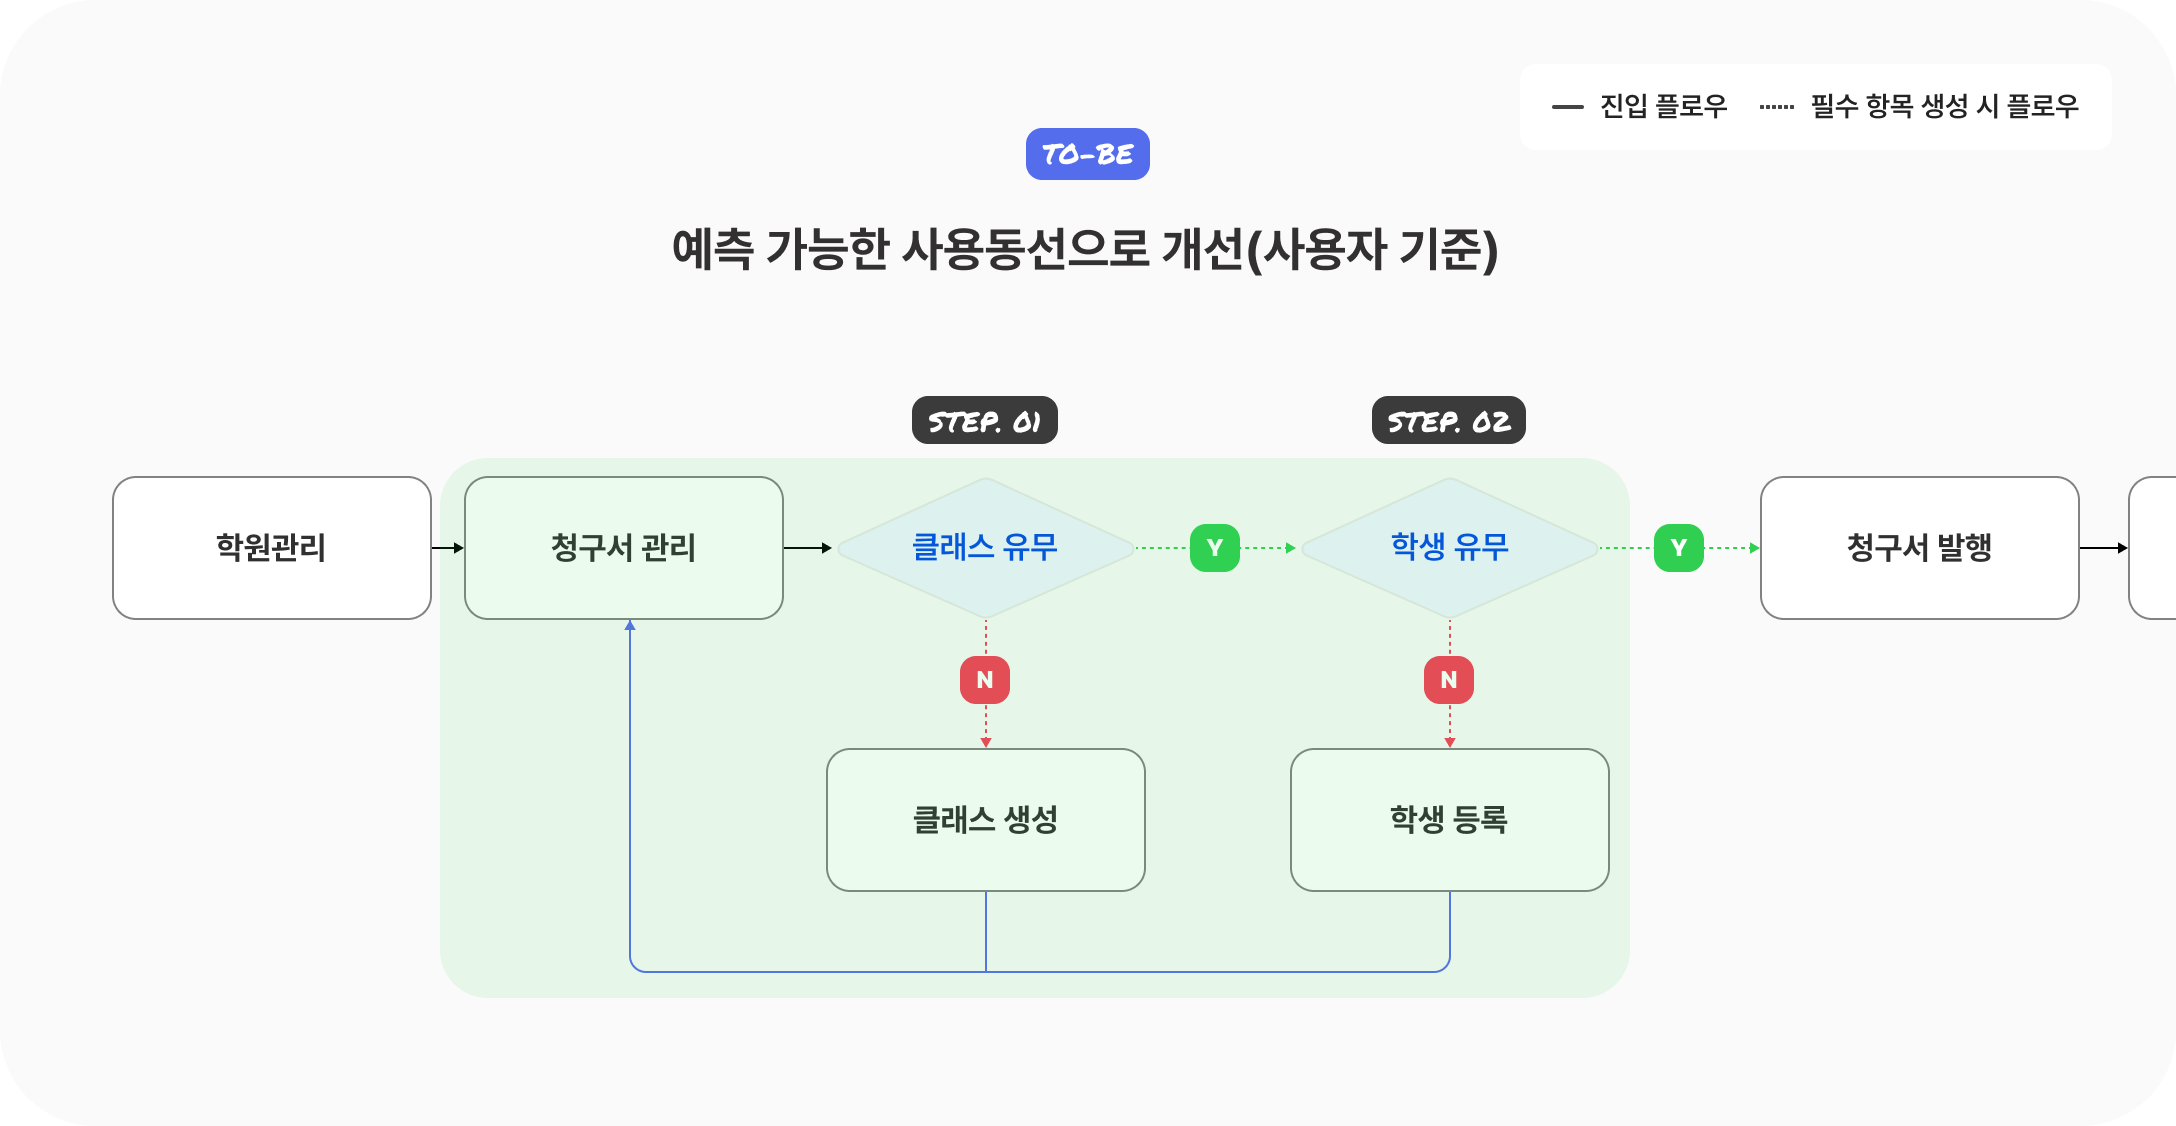 진입 플로우
필수 항목 생성 시 플로우
TO-BE
예측 가능한 사용동선으로 개선(사용자 기준)
STEP. 01
STEP. 02
학원관리
청구서 관리
클래스 유무
Y
학생 유무
Y
청구서 발행
N
N
클래스 생성
학생 등록